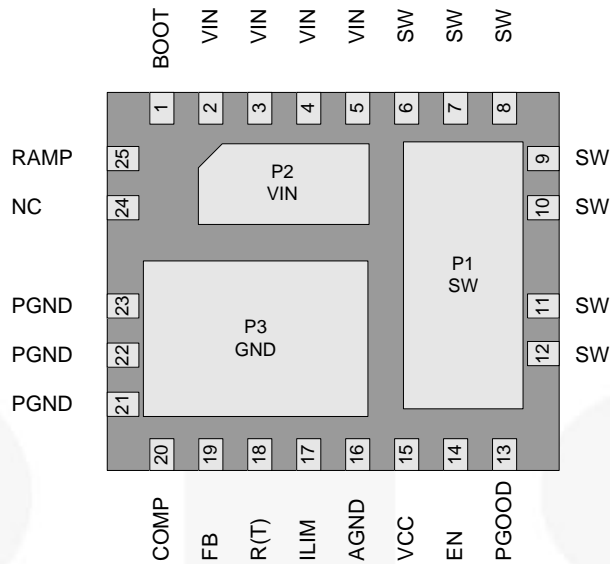 BOOT VIN VIN VIN VIN SW SW SW
1 2 3 4 5 6 7 8
RAMP 25 9 SW
P2
VIN
NC 24 10 SW
P1
SW
PGND 23 11 SW
P3
GND
PGND 22 12 SW
PGND 21
20 19 18 17 16 15 14 13
COMP FB R(T) ILIM AGND VCC EN PGOOD